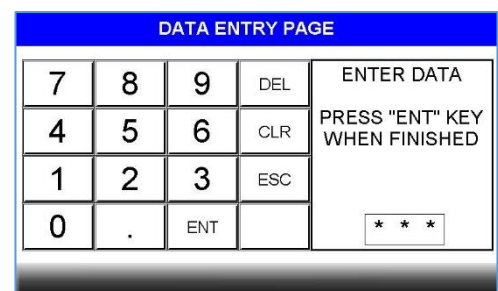 DATA ENTRY PAGE
7 8 9 DEL
4 5 6 CLR
1 2 3 ESC
0 . ENT
ENTER DATA
PRESS "ENT" KEY
WHEN FINISHED
* * *